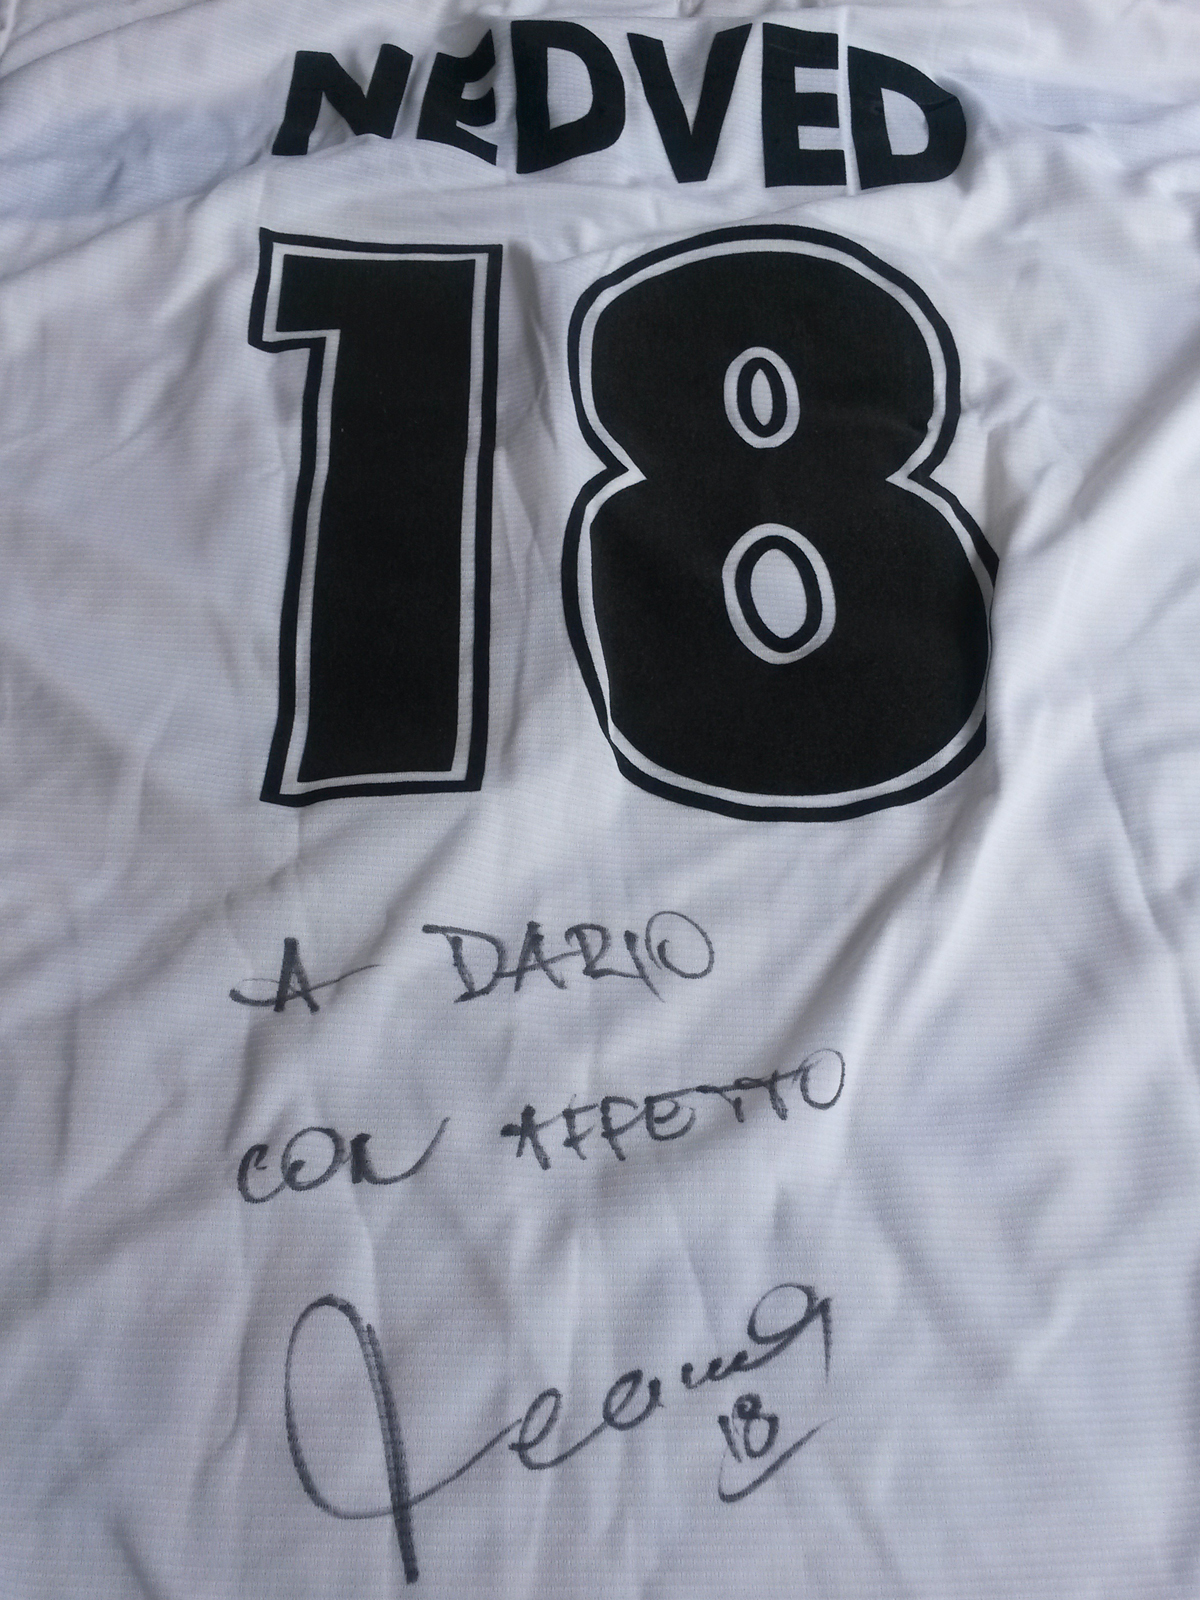 NEDVED
18
A DARIO
CON AFFETTO
18